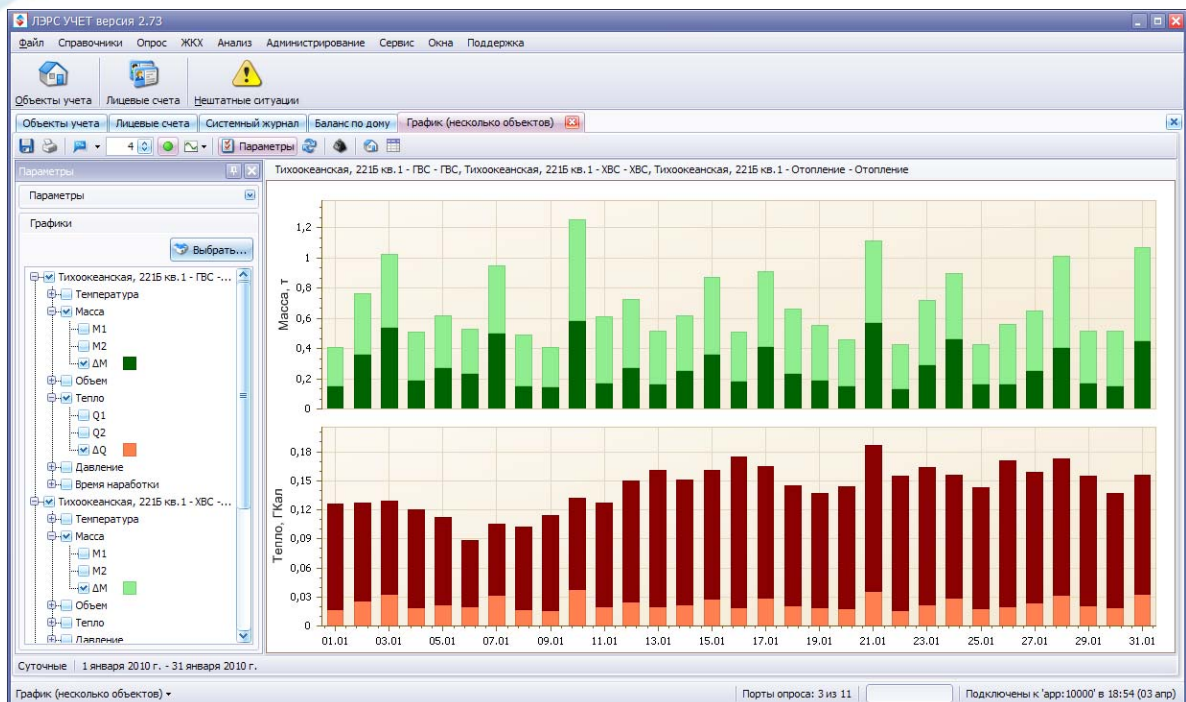 ЛЭРС УЧЕТ версия 2.73
Файл Справочники Опрос ЖКХ Анализ Администрирование Сервис Окна Поддержка
Объекты учета Лицевые счета Нештатные ситуации
Объекты учета Лицевые счета Системный журнал Баланс по дому График (несколько объектов)
4 Параметры
Параметры
Параметры
Графики
Выбрать...
Тихоокеанская, 221Б кв.1 - ГВС -...
Температура
Масса
М1
М2
ΔМ
Объем
Тепло
Q1
Q2
ΔQ
Давление
Время наработки
Тихоокеанская, 221Б кв.1 - ХВС -...
Температура
Масса
М1
М2
ΔМ
Объем
Тепло
Давление
Тихоокеанская, 221Б кв.1 - ГВС - ГВС, Тихоокеанская, 221Б кв.1 - ХВС - ХВС, Тихоокеанская, 221Б кв.1 - Отопление - Отопление
Масса, т
1,2
1
0,8
0,6
0,4
0,2
0
Тепло, ГКал
0,18
0,15
0,12
0,09
0,06
0,03
0
01.01 03.01 05.01 07.01 09.01 11.01 13.01 15.01 17.01 19.01 21.01 23.01 25.01 27.01 29.01 31.01
Суточные 1 января 2010 г. - 31 января 2010 г.
График (несколько объектов) Порты опроса: 3 из 11 Подключены к 'app:10000' в 18:54 (03 апр)